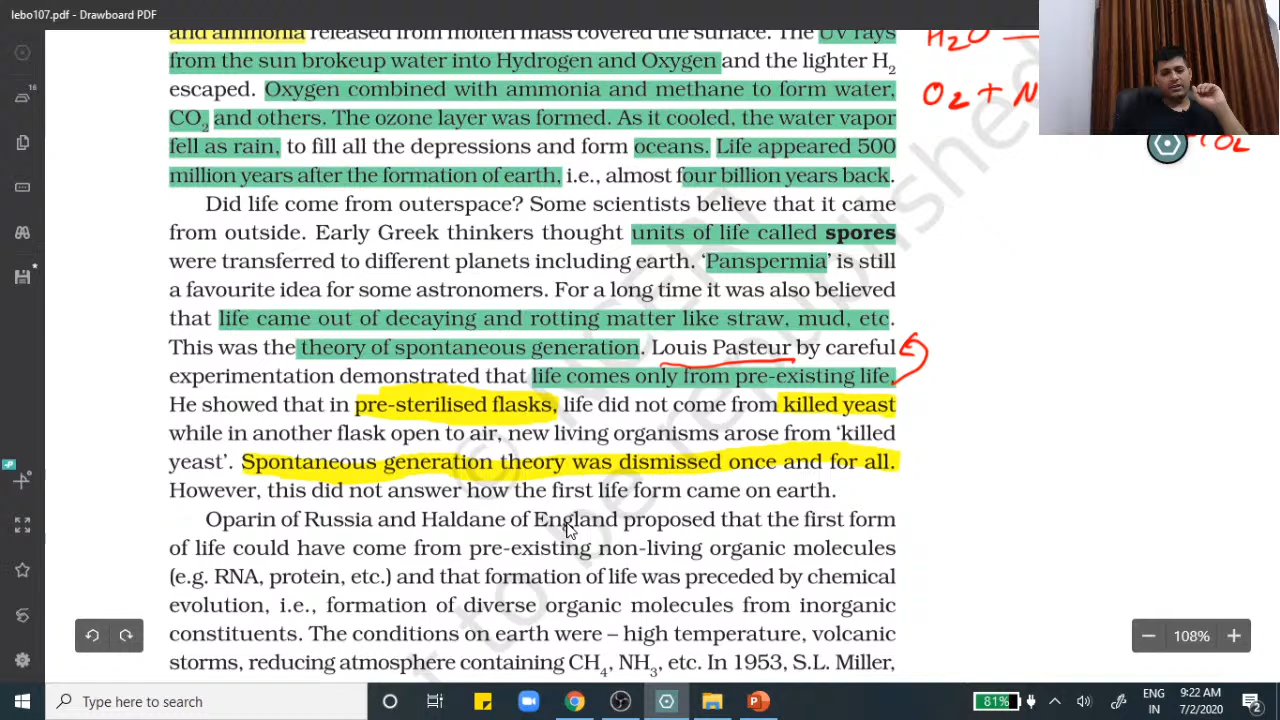 lebo107.pdf - Drawboard PDF
and ammonia released from molten mass covered the surface. The UV rays
from the sun brokeup water into Hydrogen and Oxygen and the lighter H2
escaped. Oxygen combined with ammonia and methane to form water,
CO2 and others. The ozone layer was formed. As it cooled, the water vapor
fell as rain, to fill all the depressions and form oceans. Life appeared 500
million years after the formation of earth, i.e., almost four billion years back.
Did life come from outerspace? Some scientists believe that it came
from outside. Early Greek thinkers thought units of life called spores
were transferred to different planets including earth. ‘Panspermia’ is still
a favourite idea for some astronomers. For a long time it was also believed
that life came out of decaying and rotting matter like straw, mud, etc.
This was the theory of spontaneous generation. Louis Pasteur by careful
experimentation demonstrated that life comes only from pre-existing life.
He showed that in pre-sterilised flasks, life did not come from killed yeast
while in another flask open to air, new living organisms arose from ‘killed
yeast’. Spontaneous generation theory was dismissed once and for all.
However, this did not answer how the first life form came on earth.
Oparin of Russia and Haldane of England proposed that the first form
of life could have come from pre-existing non-living organic molecules
(e.g. RNA, protein, etc.) and that formation of life was preceded by chemical
evolution, i.e., formation of diverse organic molecules from inorganic
constituents. The conditions on earth were – high temperature, volcanic
storms, reducing atmosphere containing CH4, NH3, etc. In 1953, S.L. Miller,
H2O
O2 + N
O2
18
© NCERT
to be republished
108%
Type here to search
81%
ENG
IN
9:22 AM
7/2/2020
2